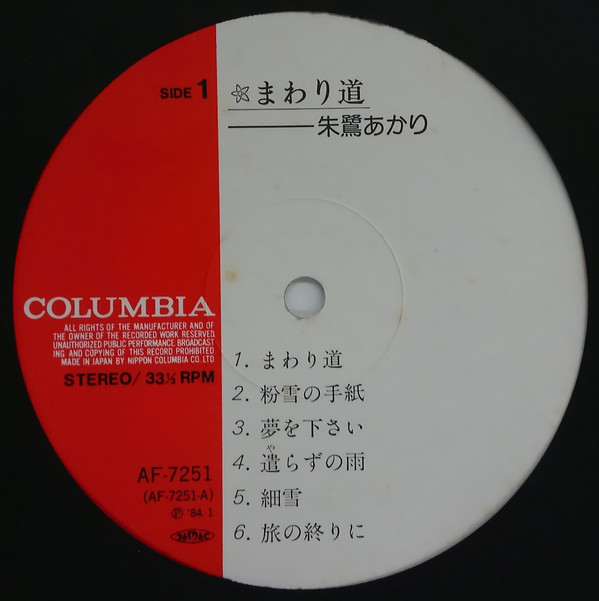 SIDE 1
まわり道
朱鷺あかり
COLUMBIA
ALL RIGHTS OF THE MANUFACTURER AND OF
THE OWNER OF THE RECORDED WORK RESERVED.
UNAUTHORIZED PUBLIC PERFORMANCE BROADCAST
ING AND COPYING OF THIS RECORD PROHIBITED.
MADE IN JAPAN BY NIPPON COLUMBIA CO. LTD
STEREO/ 33⅓ RPM
1. まわり道
2. 粉雪の手紙
3. 夢を下さい
や
4. 遣らずの雨
5. 細雪
6. 旅の終りに
AF-7251
(AF-7251-A)
Ⓟ '84. 1